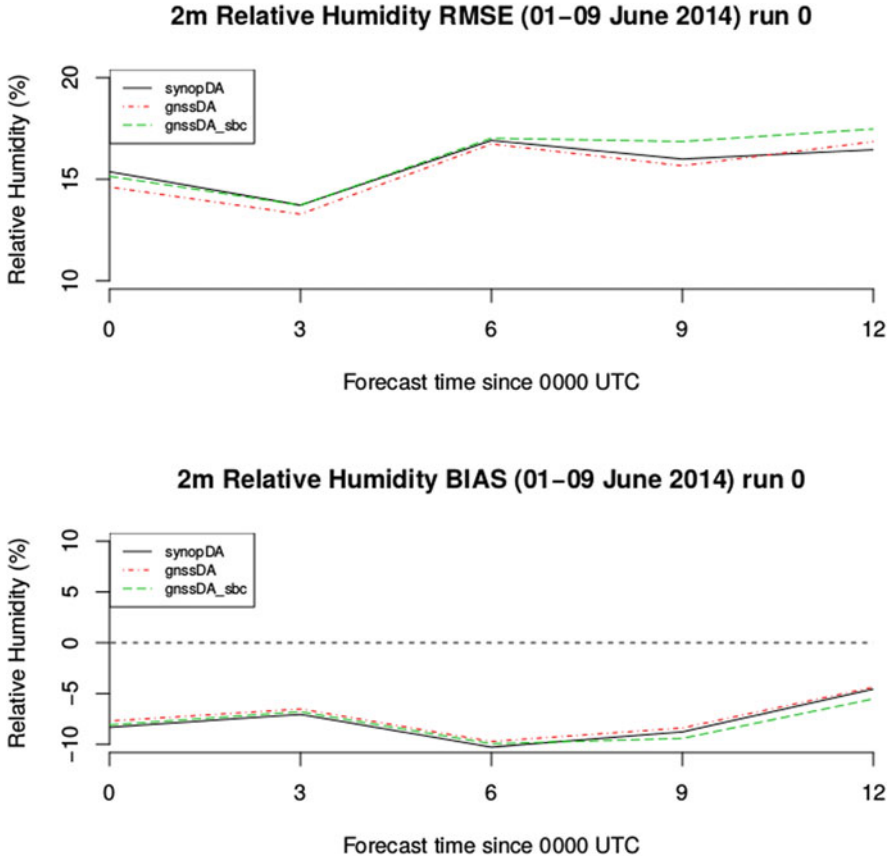 2m Relative Humidity RMSE (01−09 June 2014) run 0
Relative Humidity (%)
20
15
10
synopDA
gnssDA
gnssDA_sbc
0 3 6 9 12
Forecast time since 0000 UTC
2m Relative Humidity BIAS (01−09 June 2014) run 0
Relative Humidity (%)
10
5
0
−5
−10
synopDA
gnssDA
gnssDA_sbc
0 3 6 9 12
Forecast time since 0000 UTC